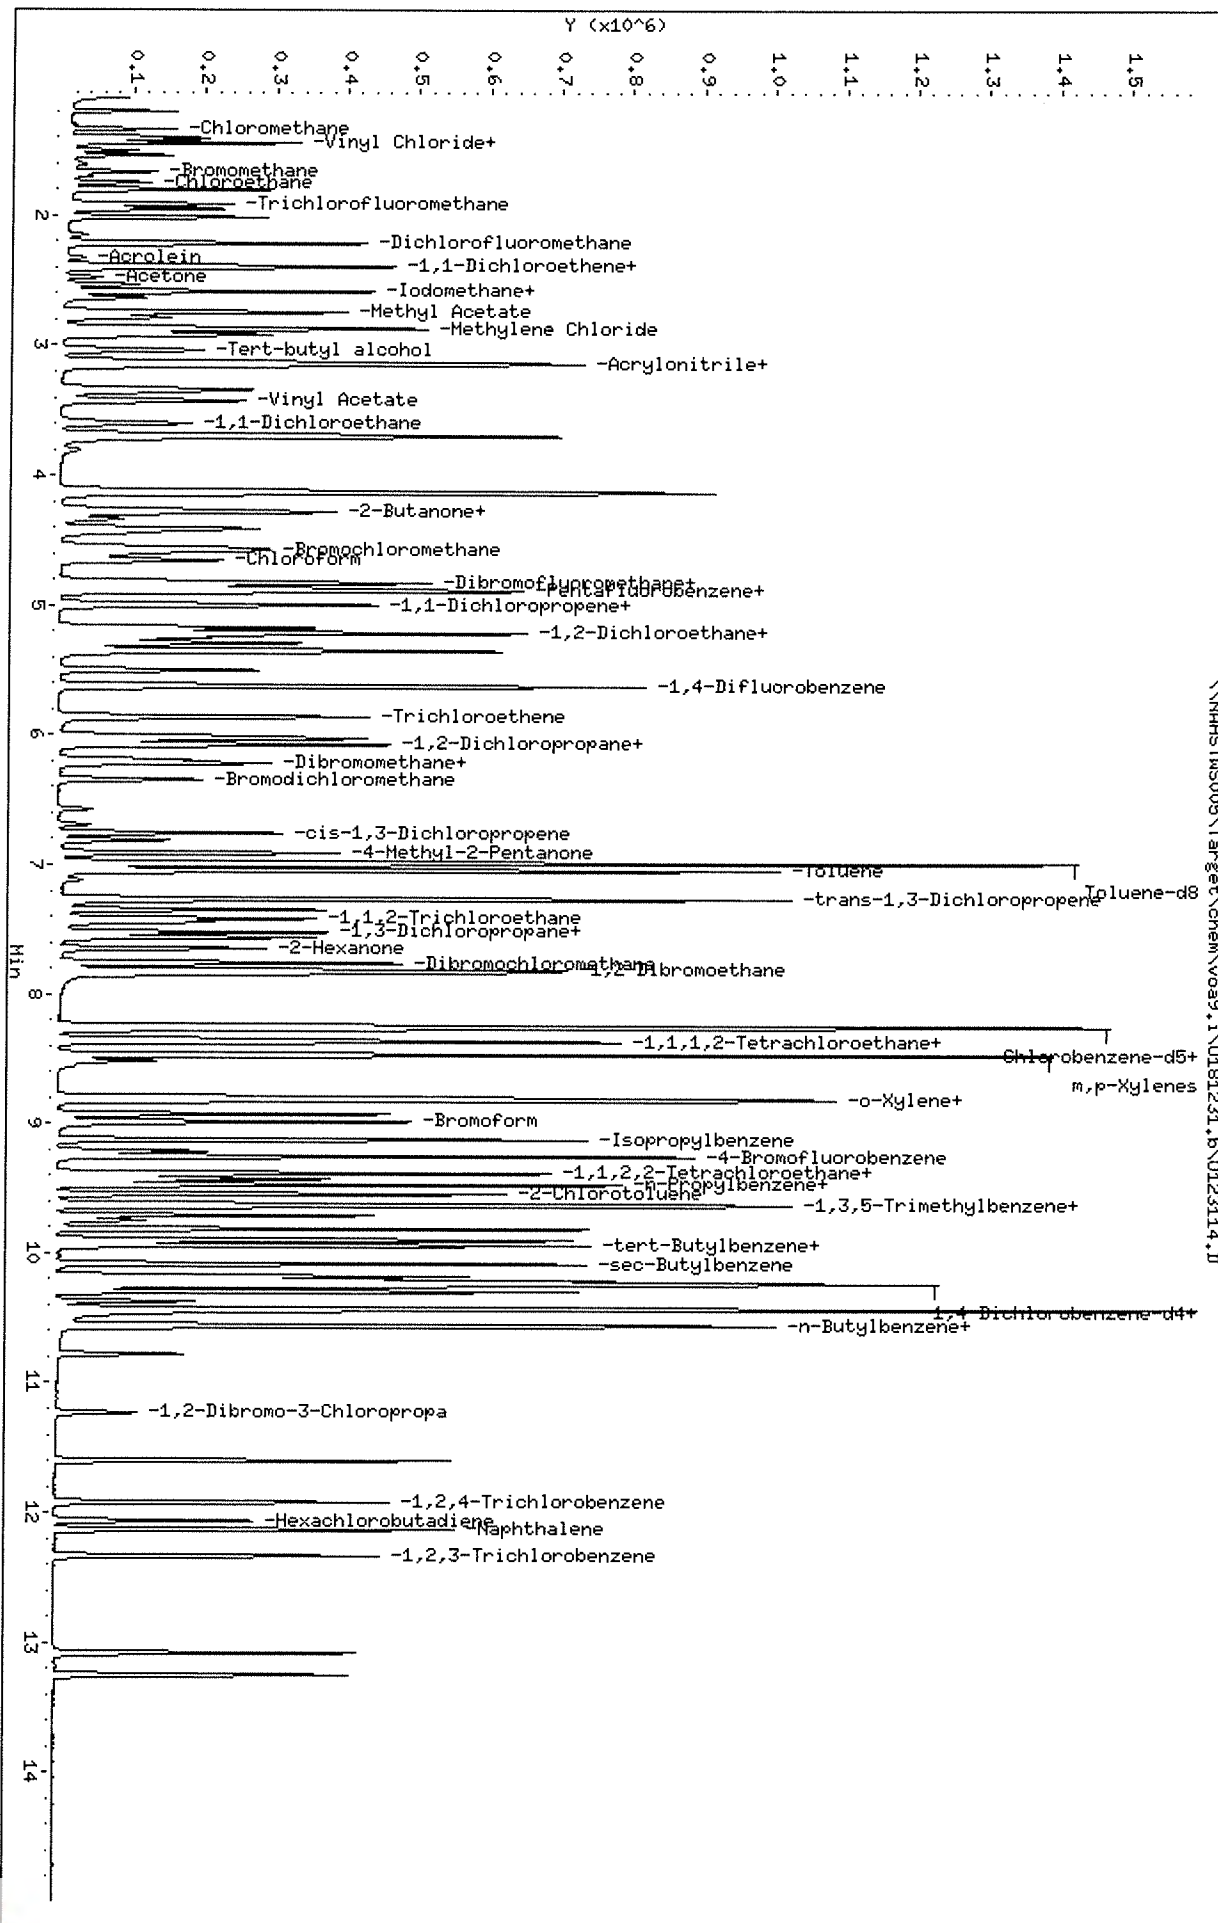 Y (x10^6)
0.1
0.2
0.3
0.4
0.5
0.6
0.7
0.8
0.9
1.0
1.1
1.2
1.3
1.4
1.5
-Chloromethane
-Vinyl Chloride+
-Bromomethane
-Chloroethane
-Trichlorofluoromethane
2
-Dichlorofluoromethane
-Acrolein
-1,1-Dichloroethene+
-Acetone
-Iodomethane+
-Methyl Acetate
-Methylene Chloride
3
-Tert-butyl alcohol
-Acrylonitrile+
-Vinyl Acetate
-1,1-Dichloroethane
4
-2-Butanone+
-Bromochloromethane
-Chloroform
-Dibromofluoromethane+
-Pentafluorobenzene+
5
-1,1-Dichloropropene+
-1,2-Dichloroethane+
-1,4-Difluorobenzene
-Trichloroethene
6
-1,2-Dichloropropane+
-Dibromomethane+
-Bromodichloromethane
-cis-1,3-Dichloropropene
-4-Methyl-2-Pentanone
7
-Toluene
Toluene-d8
-trans-1,3-Dichloropropene
-1,1,2-Trichloroethane
-1,3-Dichloropropane+
-2-Hexanone
-Dibromochloromethane
-1,2-Dibromoethane
Min
8
-1,1,1,2-Tetrachloroethane+
Chlorobenzene-d5+
m,p-Xylenes
-o-Xylene+
9
-Bromoform
-Isopropylbenzene
-4-Bromofluorobenzene
-1,1,2,2-Tetrachloroethane+
-n-Propylbenzene+
-2-Chlorotoluene
-1,3,5-Trimethylbenzene+
10
-tert-Butylbenzene+
-sec-Butylbenzene
1,4-Dichlorobenzene-d4+
-n-Butylbenzene+
11
-1,2-Dibromo-3-Chloropropa
12
-1,2,4-Trichlorobenzene
-Hexachlorobutadiene
-Naphthalene
-1,2,3-Trichlorobenzene
13
14